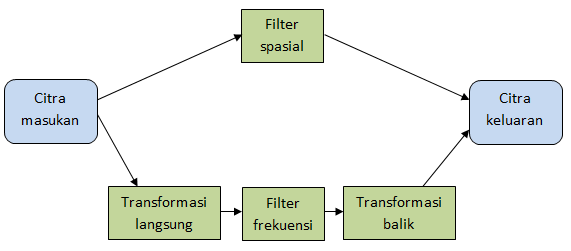 Filter
spasial
Citra
masukan
Citra
keluaran
Transformasi
langsung
Filter
frekuensi
Transformasi
balik